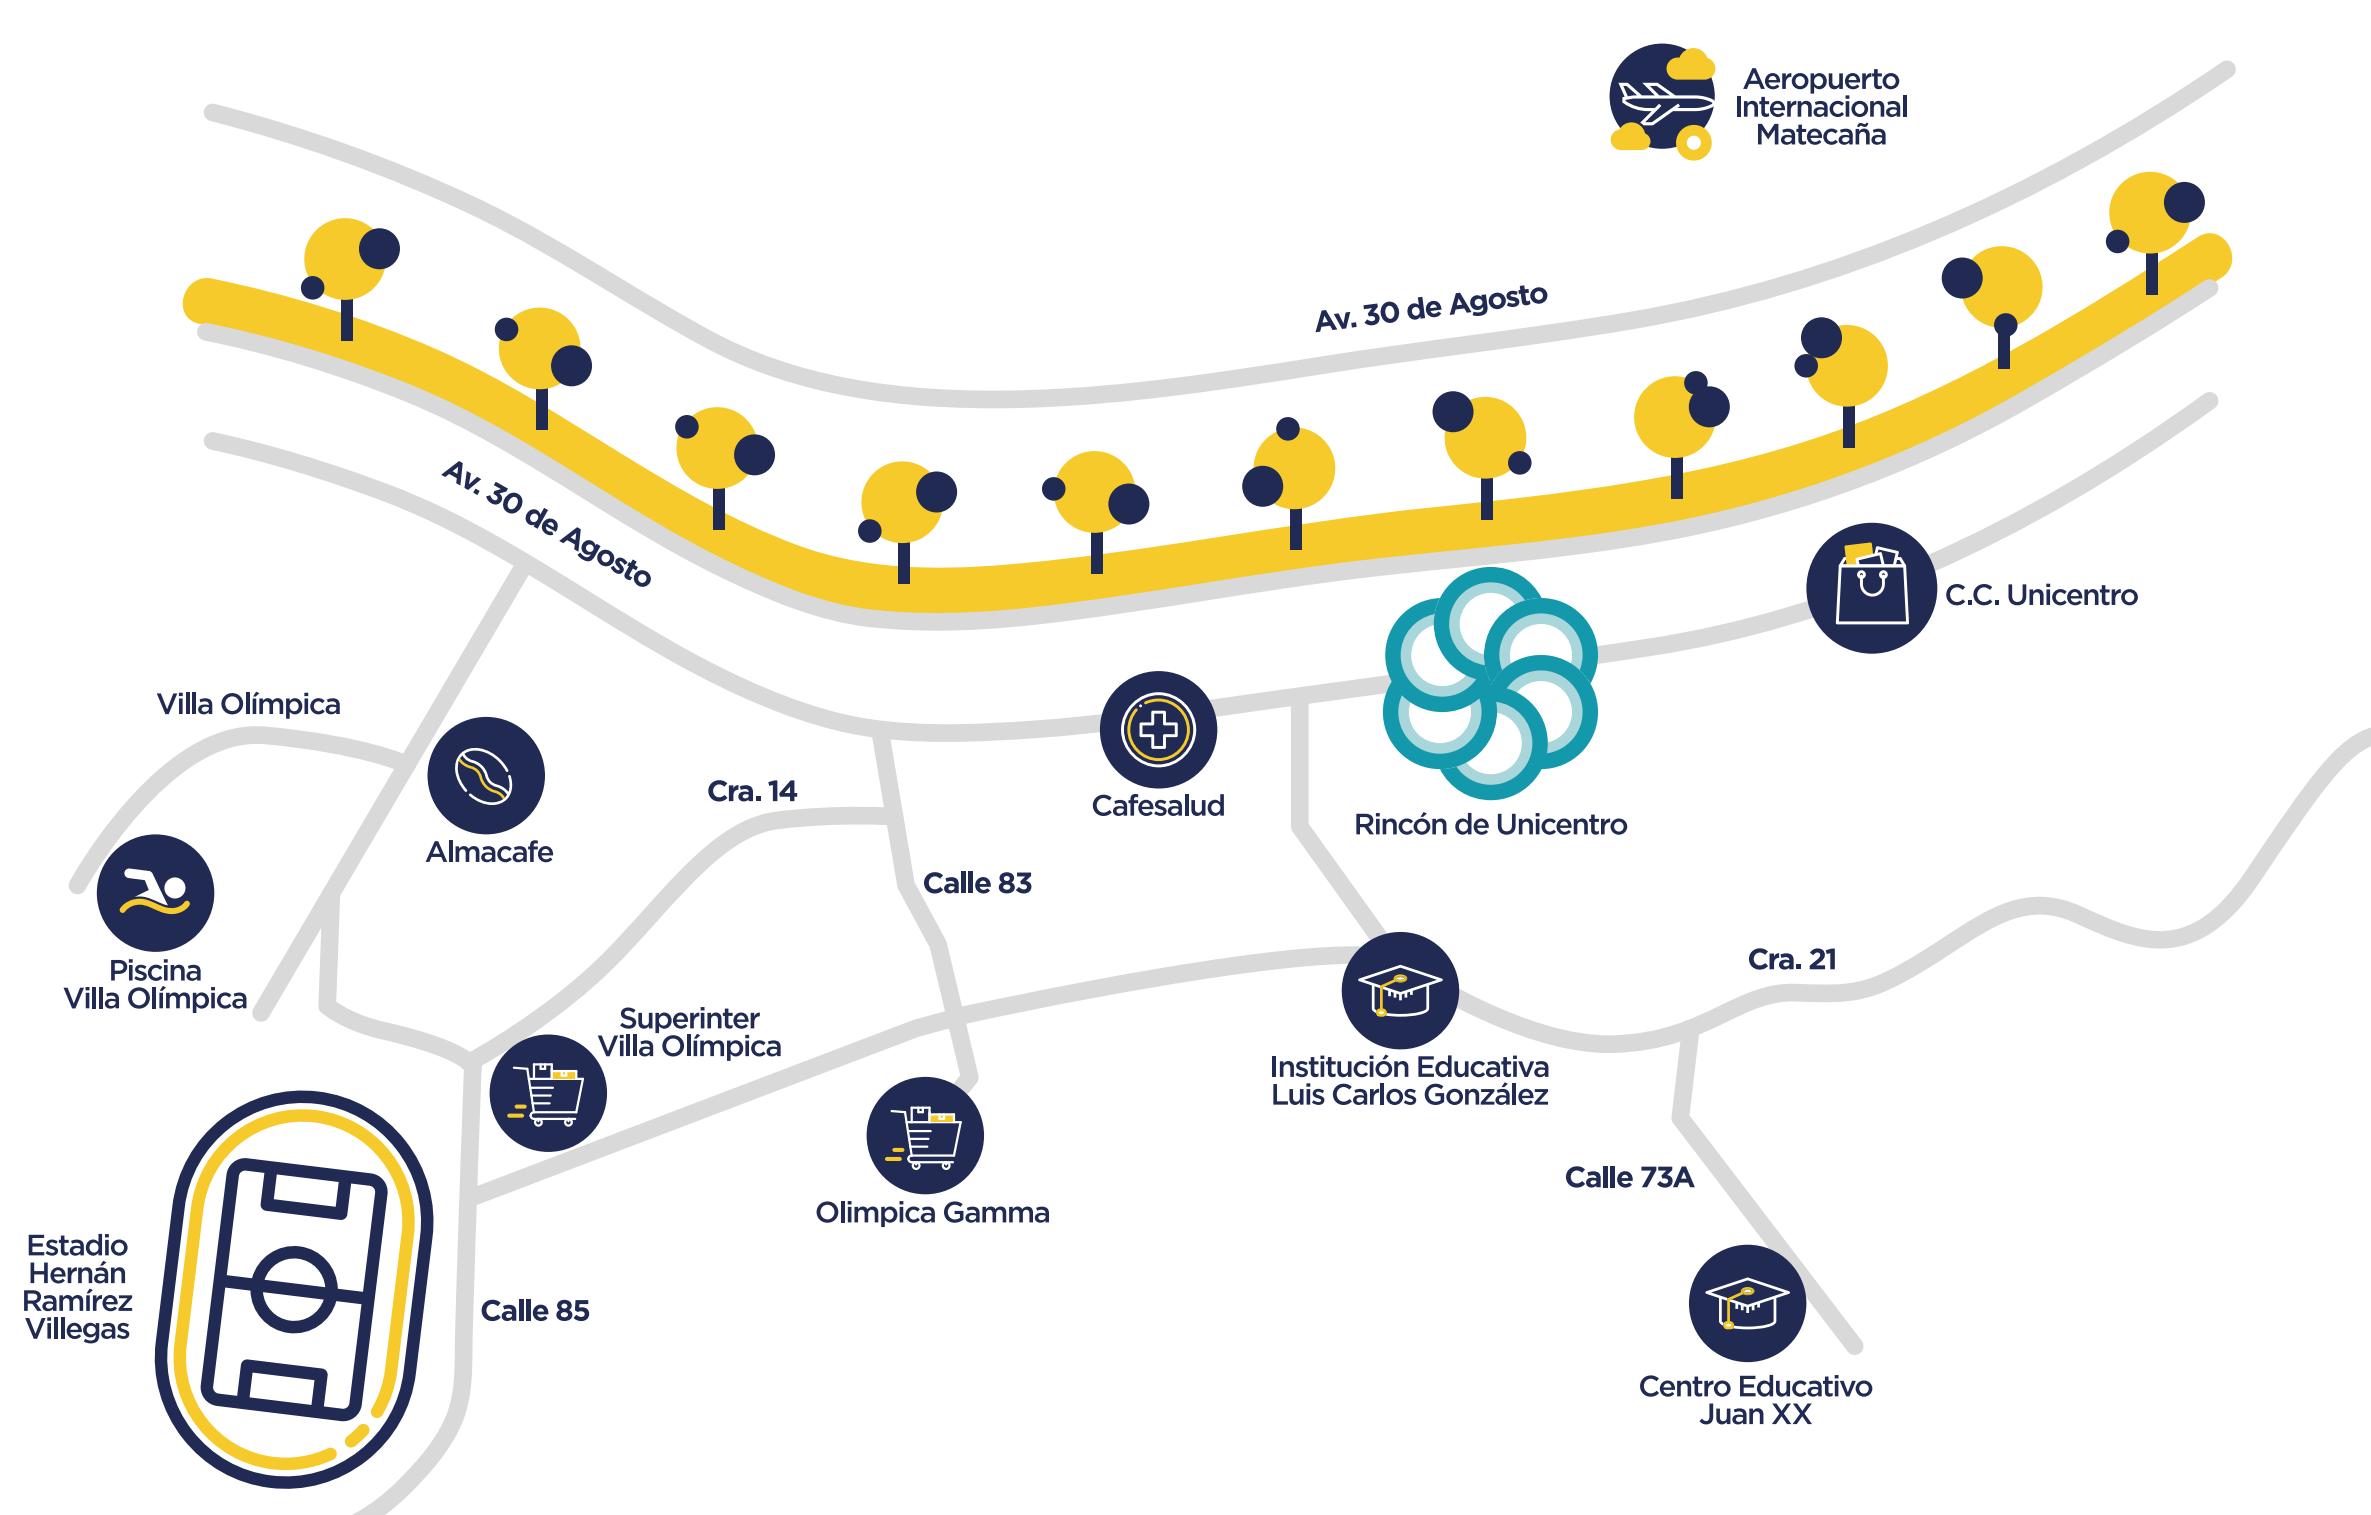 Aeropuerto
Internacional
Matecaña
Av. 30 de Agosto
Av. 30 de Agosto
C.C. Unicentro
Villa Olímpica
Almacafe
Cra. 14
Cafesalud
Rincón de Unicentro
Calle 83
Piscina
Villa Olímpica
Cra. 21
Superinter
Villa Olímpica
Institución Educativa
Luis Carlos González
Calle 73A
Olimpica Gamma
Estadio
Hernán
Ramírez
Villegas
Calle 85
Centro Educativo
Juan XX